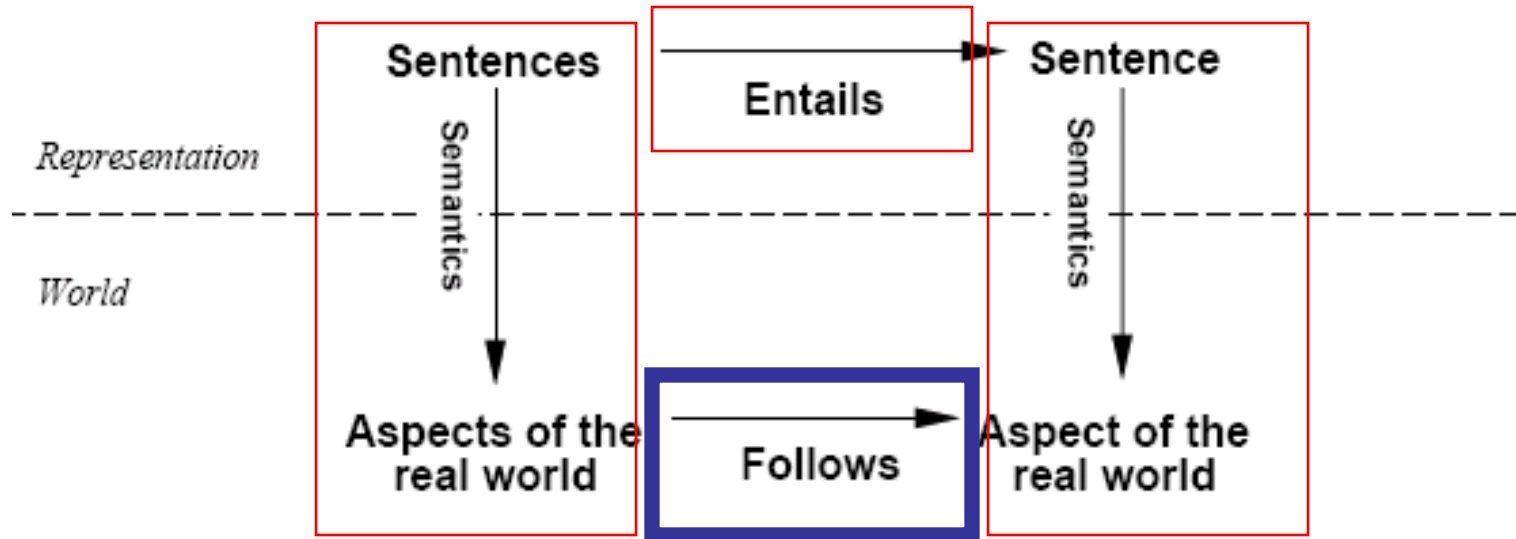 Sentences
Entails
Sentence
Representation
Semantics
Semantics
World
Aspects of the
real world
Follows
Aspect of the
real world